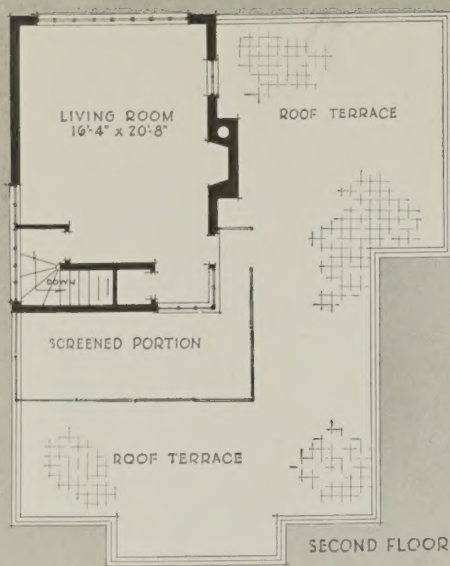 LIVING ROOM
16'-4" x 20'-8"
ROOF TERRACE
DOWN
SCREENED PORTION
ROOF TERRACE
SECOND FLOOR